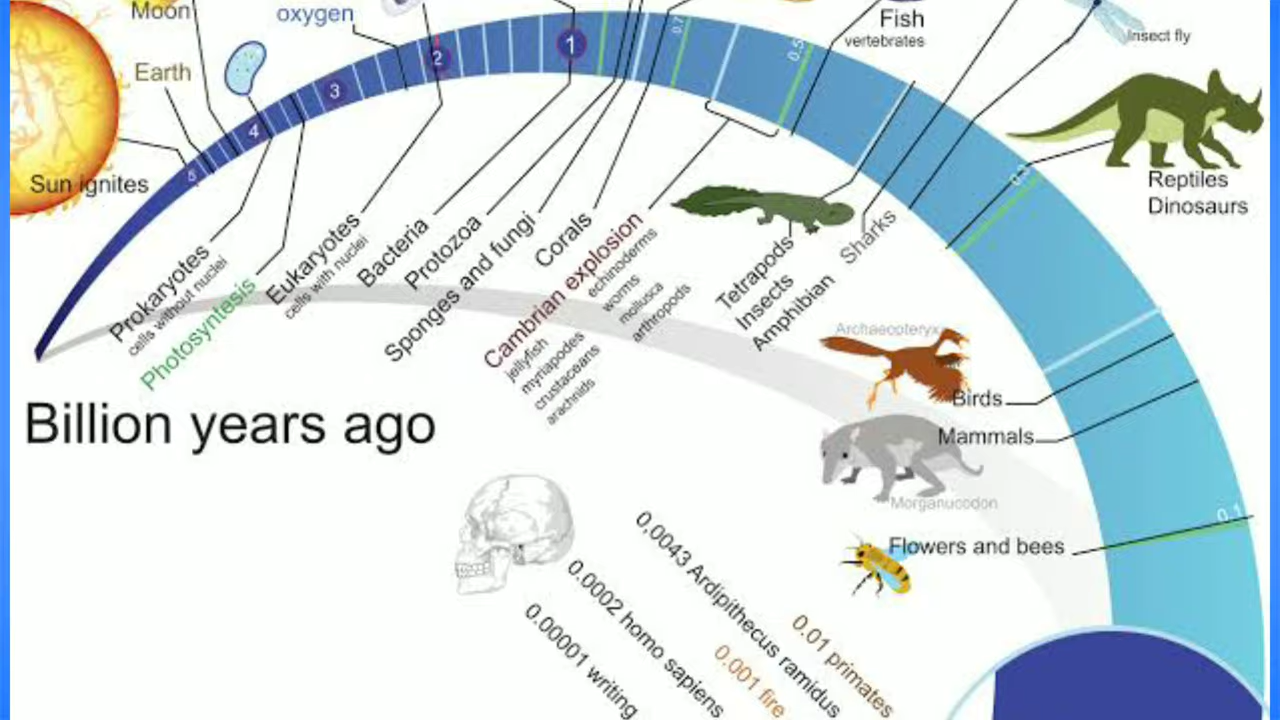 Moon
oxygen
Fish
vertebrates
Insect fly
Earth
5
4
3
2
1
0.7
0.5
0.3
0.1
Sun ignites
Reptiles
Dinosaurs
Prokaryotes
cells without nuclei
Photosyntesis
Eukaryotes
cells with nuclei
Bacteria
Protozoa
Sponges and fungi
Corals
Cambrian explosion
echinoderms
worms
mollusca
arthropods
jellyfish
myriapodes
crustaceans
arachnids
Tetrapods
Insects
Amphibian
Sharks
Archaeopteryx
Birds
Mammals
Morganucodon
Flowers and bees
Billion years ago
0.01 primates
0,0043 Ardipithecus ramidus
0.001 fire
0.0002 homo sapiens
0.00001 writing